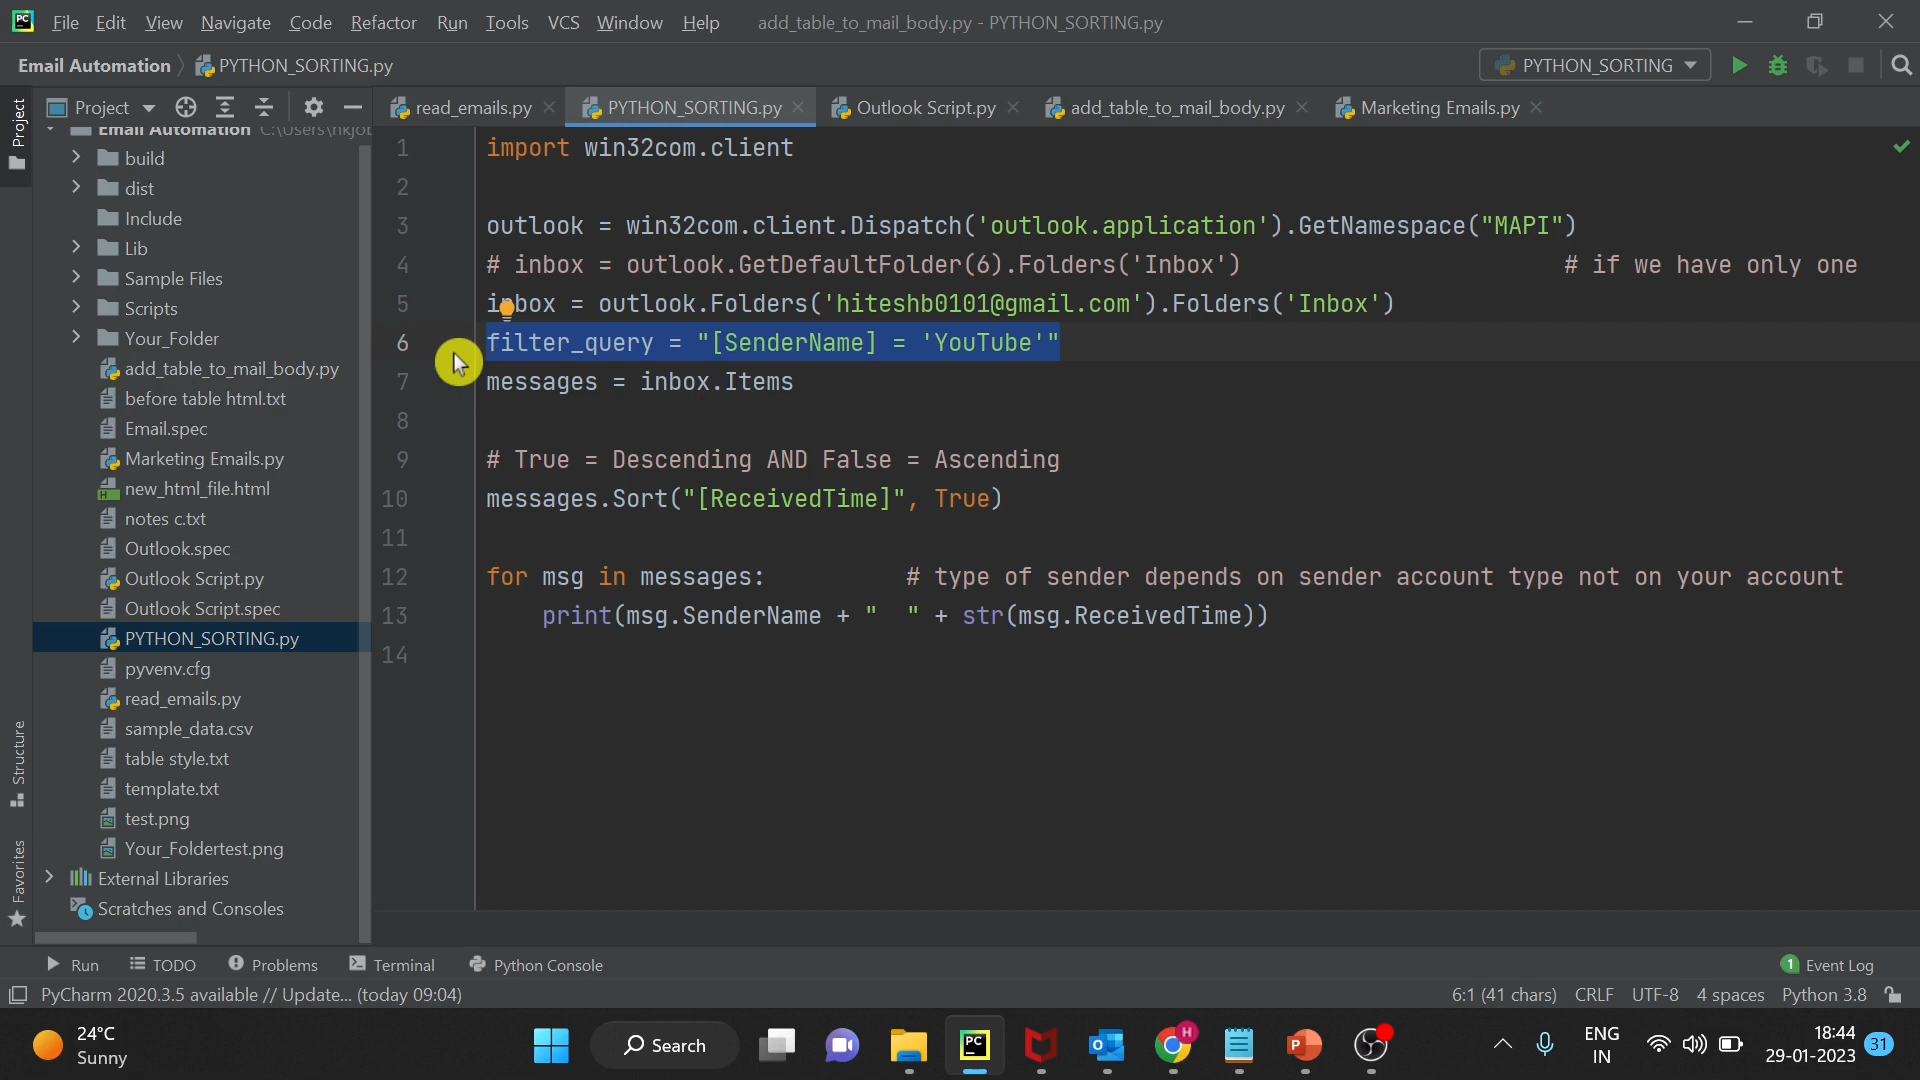 File Edit View Navigate Code Refactor Run Tools VCS Window Help add_table_to_mail_body.py - PYTHON_SORTING.py
Email Automation PYTHON_SORTING.py PYTHON_SORTING
Project read_emails.py PYTHON_SORTING.py Outlook Script.py add_table_to_mail_body.py Marketing Emails.py
Project
Structure
Favorites
Email Automation
build
dist
Include
Lib
Sample Files
Scripts
Your_Folder
add_table_to_mail_body.py
before table html.txt
Email.spec
Marketing Emails.py
new_html_file.html
notes c.txt
Outlook.spec
Outlook Script.py
Outlook Script.spec
PYTHON_SORTING.py
pyvenv.cfg
read_emails.py
sample_data.csv
table style.txt
template.txt
test.png
Your_Foldertest.png
External Libraries
Scratches and Consoles
1 import win32com.client
2
3 outlook = win32com.client.Dispatch('outlook.application').GetNamespace("MAPI")
4 # inbox = outlook.GetDefaultFolder(6).Folders('Inbox') # if we have only one
5 inbox = outlook.Folders('hiteshb0101@gmail.com').Folders('Inbox')
6 filter_query = "[SenderName] = 'YouTube'"
7 messages = inbox.Items
8
9 # True = Descending AND False = Ascending
10 messages.Sort("[ReceivedTime]", True)
11
12 for msg in messages: # type of sender depends on sender account type not on your account
13 print(msg.SenderName + "  " + str(msg.ReceivedTime))
14
Run TODO Problems Terminal Python Console 1 Event Log
PyCharm 2020.3.5 available // Update... (today 09:04) 6:1 (41 chars) CRLF UTF-8 4 spaces Python 3.8
24°C
Sunny
Search
ENG
IN
18:44
29-01-2023
31